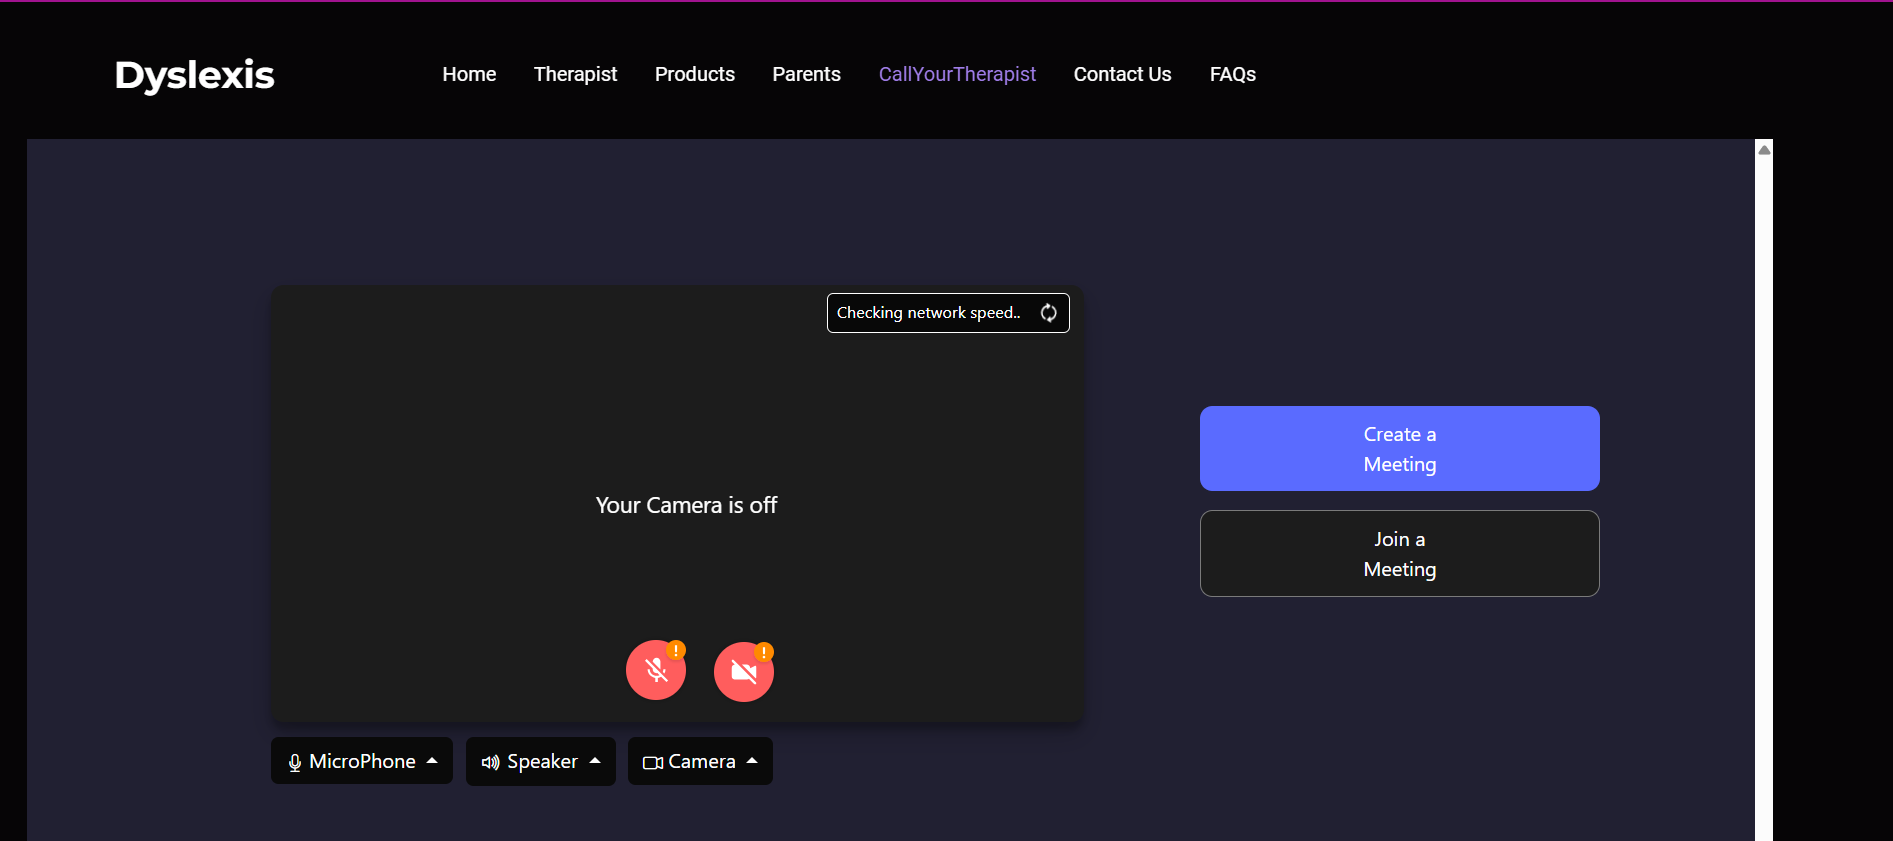 Dyslexis
Home Therapist Products Parents CallYourTherapist Contact Us FAQs
Checking network speed..
Your Camera is off
Create a
Meeting
Join a
Meeting
! !
MicroPhone Speaker Camera